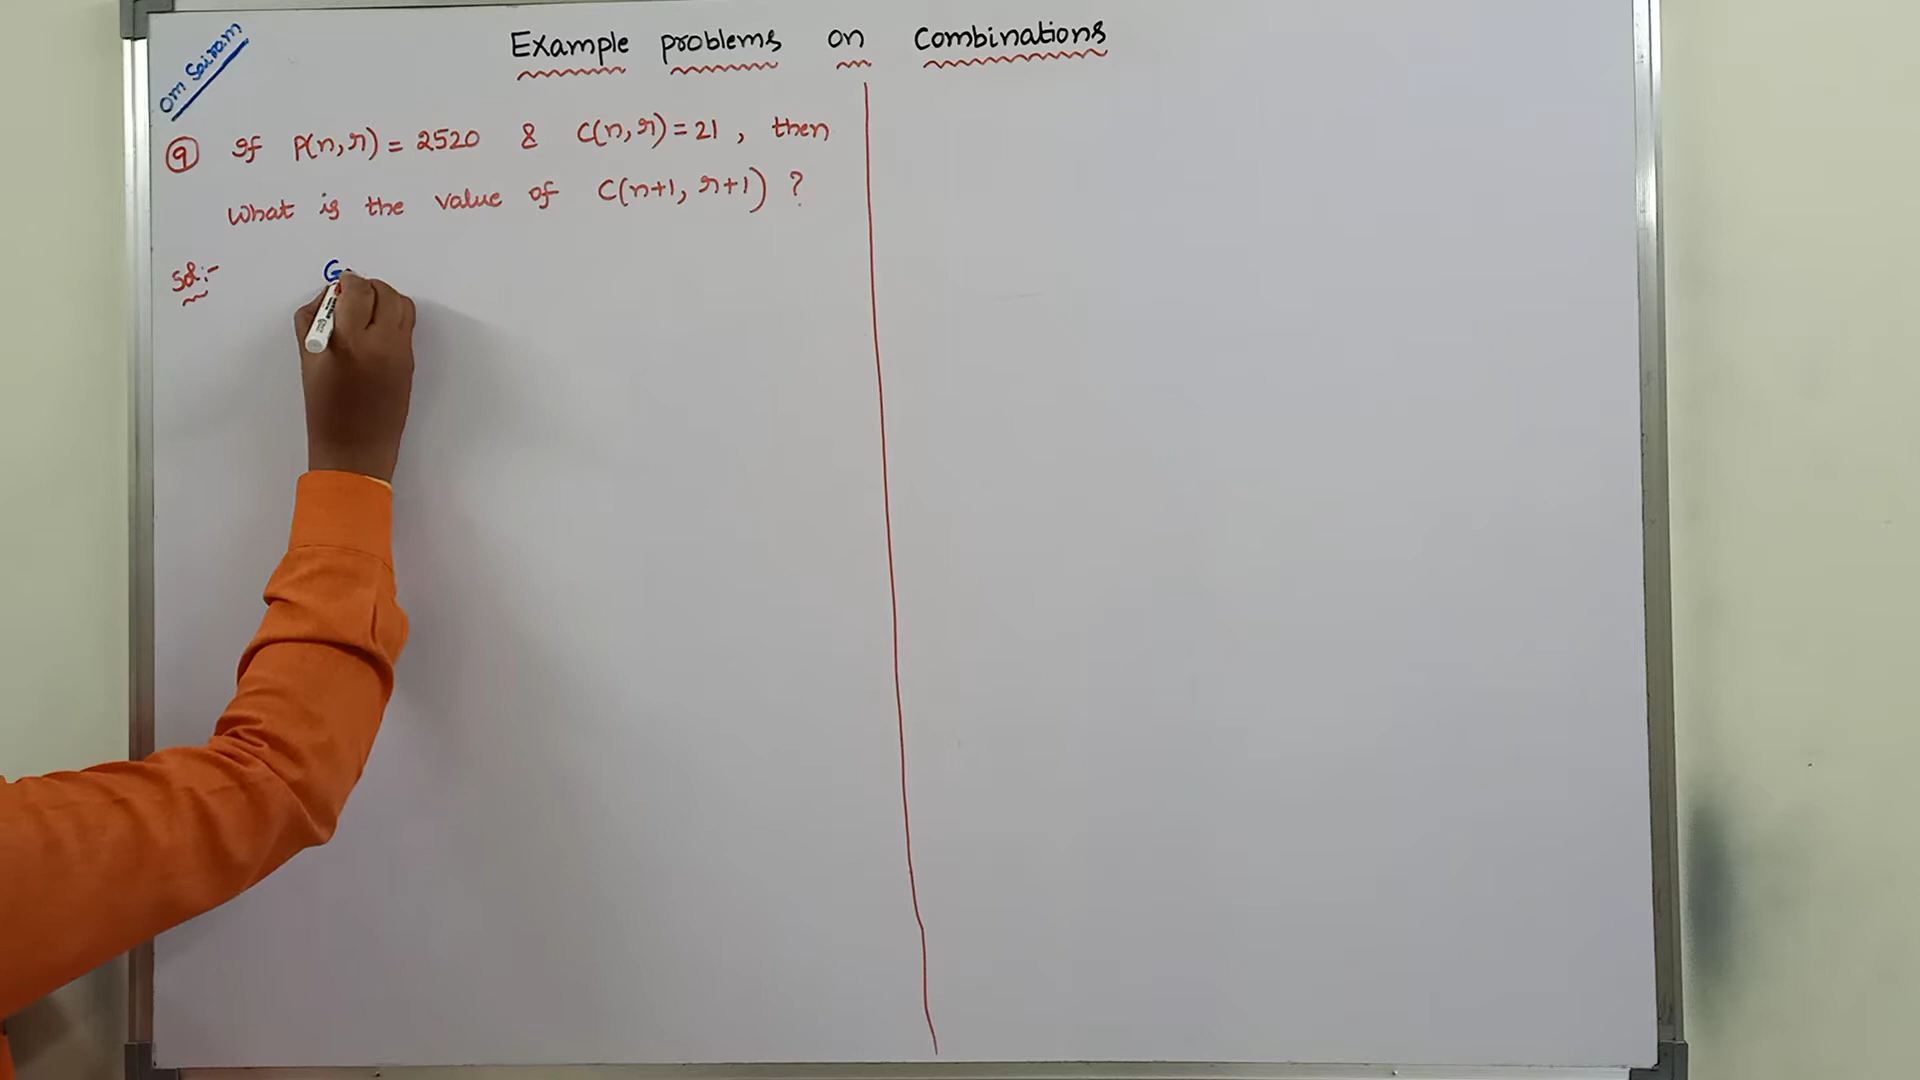 Om Sairam
Example problems on Combinations
9 If P(n,r) = 2520 & C(n,r) = 21, then
What is the value of C(n+1, r+1) ?
Sol:-